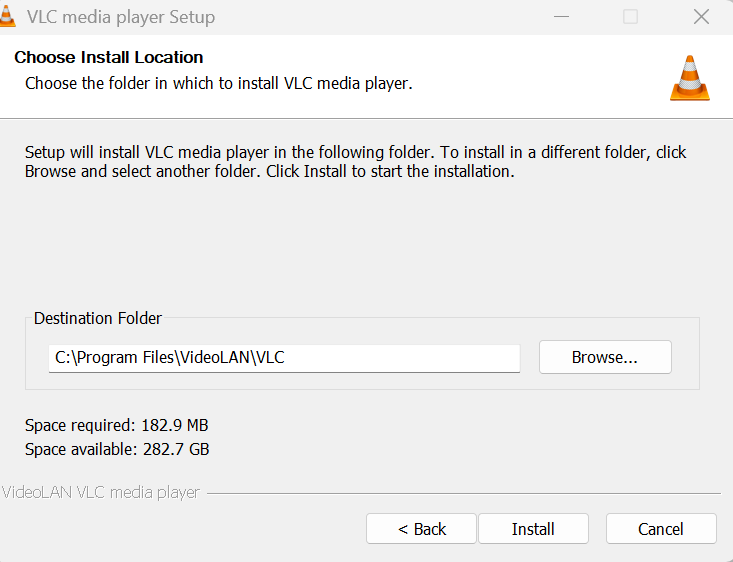 VLC media player Setup
Choose Install Location
Choose the folder in which to install VLC media player.
Setup will install VLC media player in the following folder. To install in a different folder, click
Browse and select another folder. Click Install to start the installation.
Destination Folder
C:\Program Files\VideoLAN\VLC
Browse...
Space required: 182.9 MB
Space available: 282.7 GB
VideoLAN VLC media player
< Back
Install
Cancel